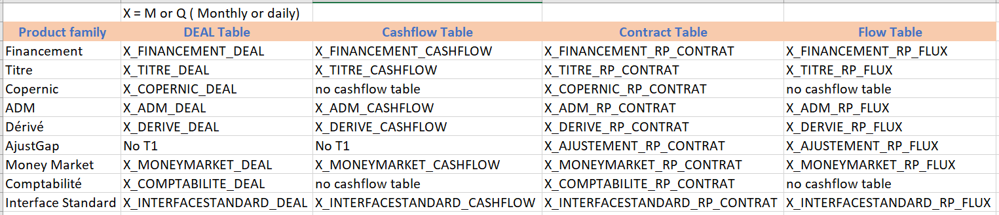 X = M or Q ( Monthly or daily)
Product family DEAL Table Cashflow Table Contract Table Flow Table
Financement X_FINANCEMENT_DEAL X_FINANCEMENT_CASHFLOW X_FINANCEMENT_RP_CONTRAT X_FINANCEMENT_RP_FLUX
Titre X_TITRE_DEAL X_TITRE_CASHFLOW X_TITRE_RP_CONTRAT X_TITRE_RP_FLUX
Copernic X_COPERNIC_DEAL no cashflow table X_COPERNIC_RP_CONTRAT no cashflow table
ADM X_ADM_DEAL X_ADM_CASHFLOW X_ADM_RP_CONTRAT X_ADM_RP_FLUX
Dérivé X_DERIVE_DEAL X_DERIVE_CASHFLOW X_DERIVE_RP_CONTRAT X_DERVIE_RP_FLUX
AjustGap No T1 No T1 X_AJUSTEMENT_RP_CONTRAT X_AJUSTEMENT_RP_FLUX
Money Market X_MONEYMARKET_DEAL X_MONEYMARKET_CASHFLOW X_MONEYMARKET_RP_CONTRAT X_MONEYMARKET_RP_FLUX
Comptabilité X_COMPTABILITE_DEAL no cashflow table X_COMPTABILITE_RP_CONTRAT no cashflow table
Interface Standard X_INTERFACESTANDARD_DEAL X_INTERFACESTANDARD_CASHFLOW X_INTERFACESTANDARD_RP_CONTRAT X_INTERFACESTANDARD_RP_FLUX